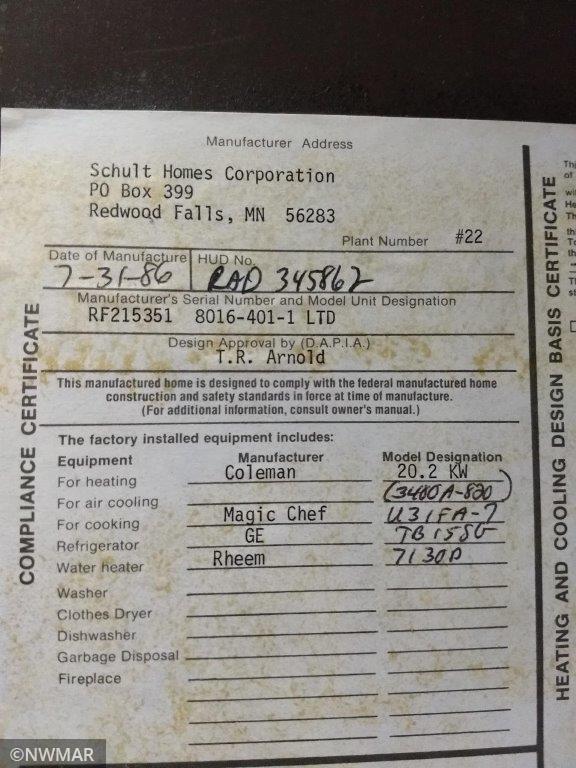 Manufacturer Address
Schult Homes Corporation
PO Box 399
Redwood Falls, MN 56283
Plant Number #22
Date of Manufacture HUD No.
7-31-86 RAD 345862
Manufacturer's Serial Number and Model Unit Designation
RF215351 8016-401-1 LTD
Design Approval by (D.A.P.I.A.)
T.R. Arnold
This manufactured home is designed to comply with the federal manufactured home
construction and safety standards in force at time of manufacture.
(For additional information, consult owner's manual.)
The factory installed equipment includes:
Equipment Manufacturer Model Designation
For heating Coleman 20.2 KW
(3480A-820)
For air cooling
For cooking Magic Chef U31FA-7
Refrigerator GE TB15SG
Water heater Rheem 7130D
Washer
Clothes Dryer
Dishwasher
Garbage Disposal
Fireplace
COMPLIANCE CERTIFICATE
HEATING AND COOLING DESIGN BASIS CERTIFICATE
©NWMAR